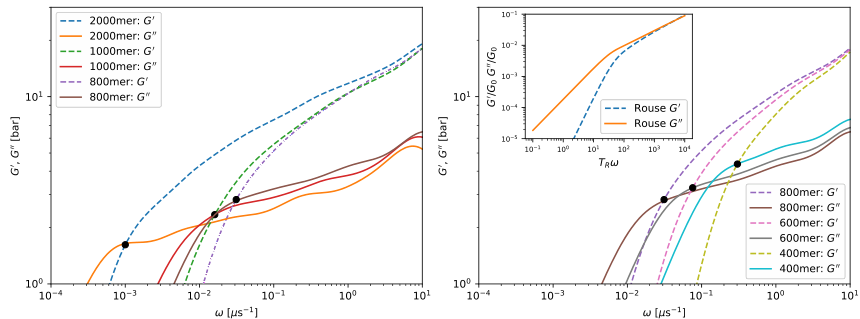 2000mer: G′
2000mer: G″
1000mer: G′
1000mer: G″
800mer: G′
800mer: G″
10¹
10⁰
G′, G″ [bar]
10⁻⁴
10⁻³
10⁻²
10⁻¹
10⁰
10¹
ω [μs⁻¹]
10⁻¹
10⁻²
10⁻³
10⁻⁴
10⁻⁵
G′/G₀ G″/G₀
Rouse G′
Rouse G″
10⁻¹
10⁰
10¹
10²
10³
10⁴
T_Rω
10¹
10⁰
G′, G″ [bar]
800mer: G′
800mer: G″
600mer: G′
600mer: G″
400mer: G′
400mer: G″
10⁻⁴
10⁻³
10⁻²
10⁻¹
10⁰
10¹
ω [μs⁻¹]